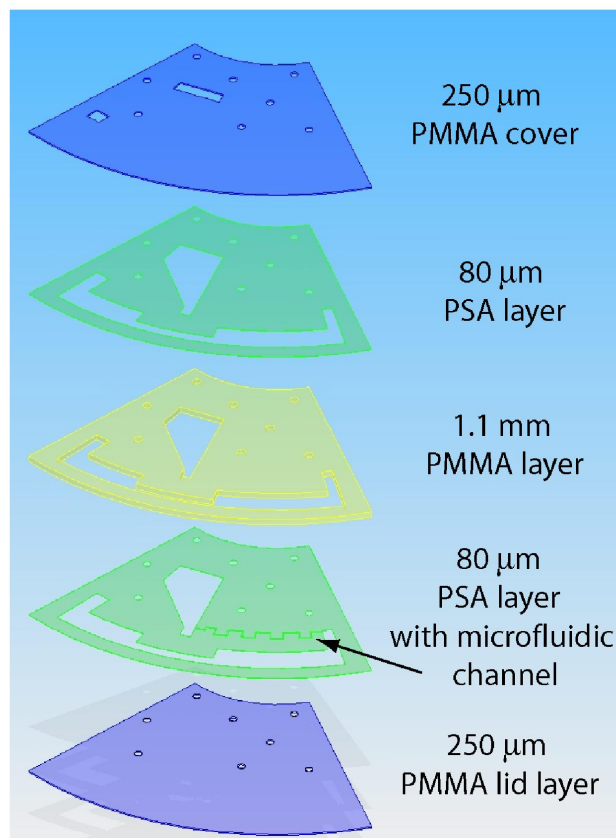 250 μm
PMMA cover
80 μm
PSA layer
1.1 mm
PMMA layer
80 μm
PSA layer
with microfluidic
channel
250 μm
PMMA lid layer